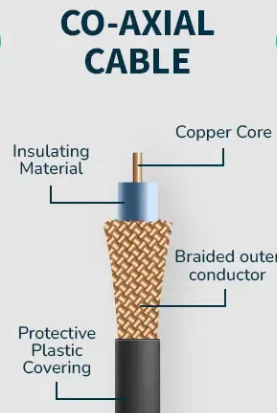 CO-AXIAL
CABLE
Copper Core
Insulating
Material
Braided outer
conductor
Protective
Plastic
Covering